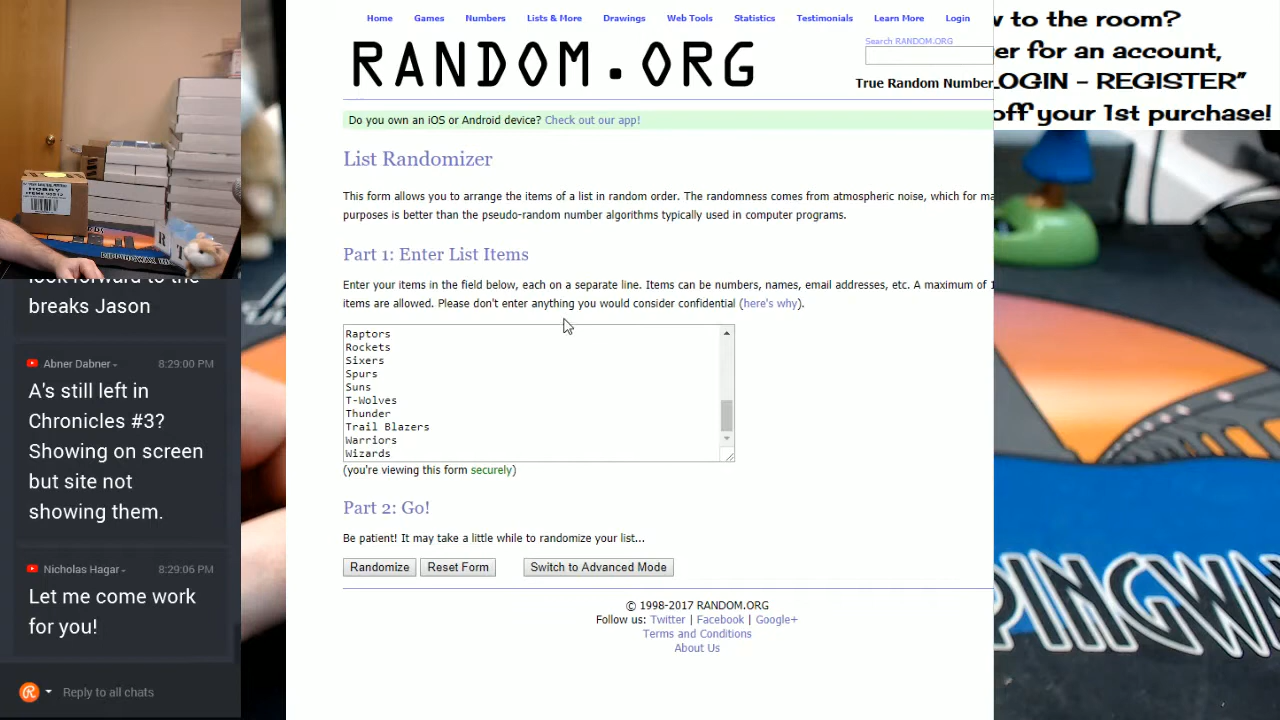 Home Games Numbers Lists & More Drawings Web Tools Statistics Testimonials Learn More Login
RANDOM.ORG
Search RANDOM.ORG
True Random Number
Do you own an iOS or Android device? Check out our app!
List Randomizer
This form allows you to arrange the items of a list in random order. The randomness comes from atmospheric noise, which for ma
purposes is better than the pseudo-random number algorithms typically used in computer programs.
Part 1: Enter List Items
Enter your items in the field below, each on a separate line. Items can be numbers, names, email addresses, etc. A maximum of 1
items are allowed. Please don't enter anything you would consider confidential (here's why).
Raptors
Rockets
Sixers
Spurs
Suns
T-Wolves
Thunder
Trail Blazers
Warriors
Wizards
(you're viewing this form securely)
Part 2: Go!
Be patient! It may take a little while to randomize your list...
Randomize Reset Form Switch to Advanced Mode
© 1998-2017 RANDOM.ORG
Follow us: Twitter | Facebook | Google+
Terms and Conditions
About Us
w to the room?
er for an account,
LOGIN - REGISTER"
off your 1st purchase!
HOBBY
look forward to the
breaks Jason
Abner Dabner 8:29:00 PM
A's still left in
Chronicles #3?
Showing on screen
but site not
showing them.
Nicholas Hagar 8:29:06 PM
Let me come work
for you!
Reply to all chats
PINGWA